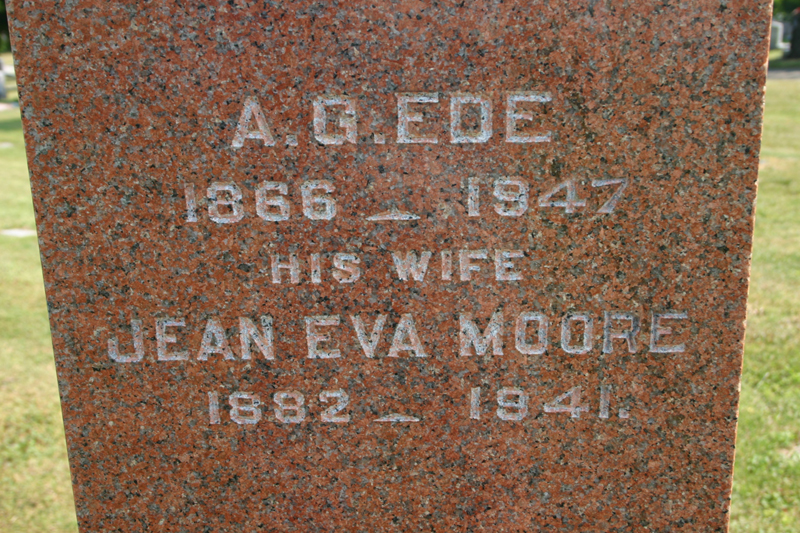 A. G. EDE
1866 – 1947
HIS WIFE
JEAN EVA MOORE
1882 – 1941.